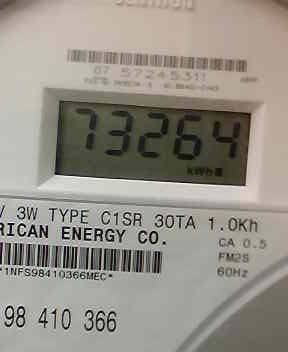 07 57245311
73264
kWh
V 3W TYPE C1SR 30TA 1.0Kh
RICAN ENERGY CO.
CA 0.5
FM2S
60Hz
*1NFS98410366MEC*
98 410 366